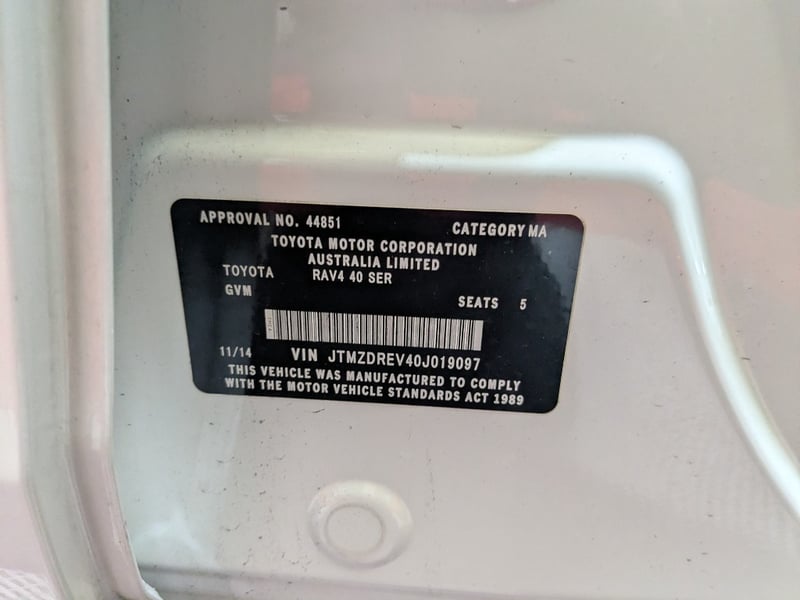 APPROVAL NO. 44851 CATEGORY MA
TOYOTA MOTOR CORPORATION
AUSTRALIA LIMITED
TOYOTA RAV4 40 SER
GVM SEATS 5
11/14 VIN JTMZDREV40J019097
THIS VEHICLE WAS MANUFACTURED TO COMPLY
WITH THE MOTOR VEHICLE STANDARDS ACT 1989